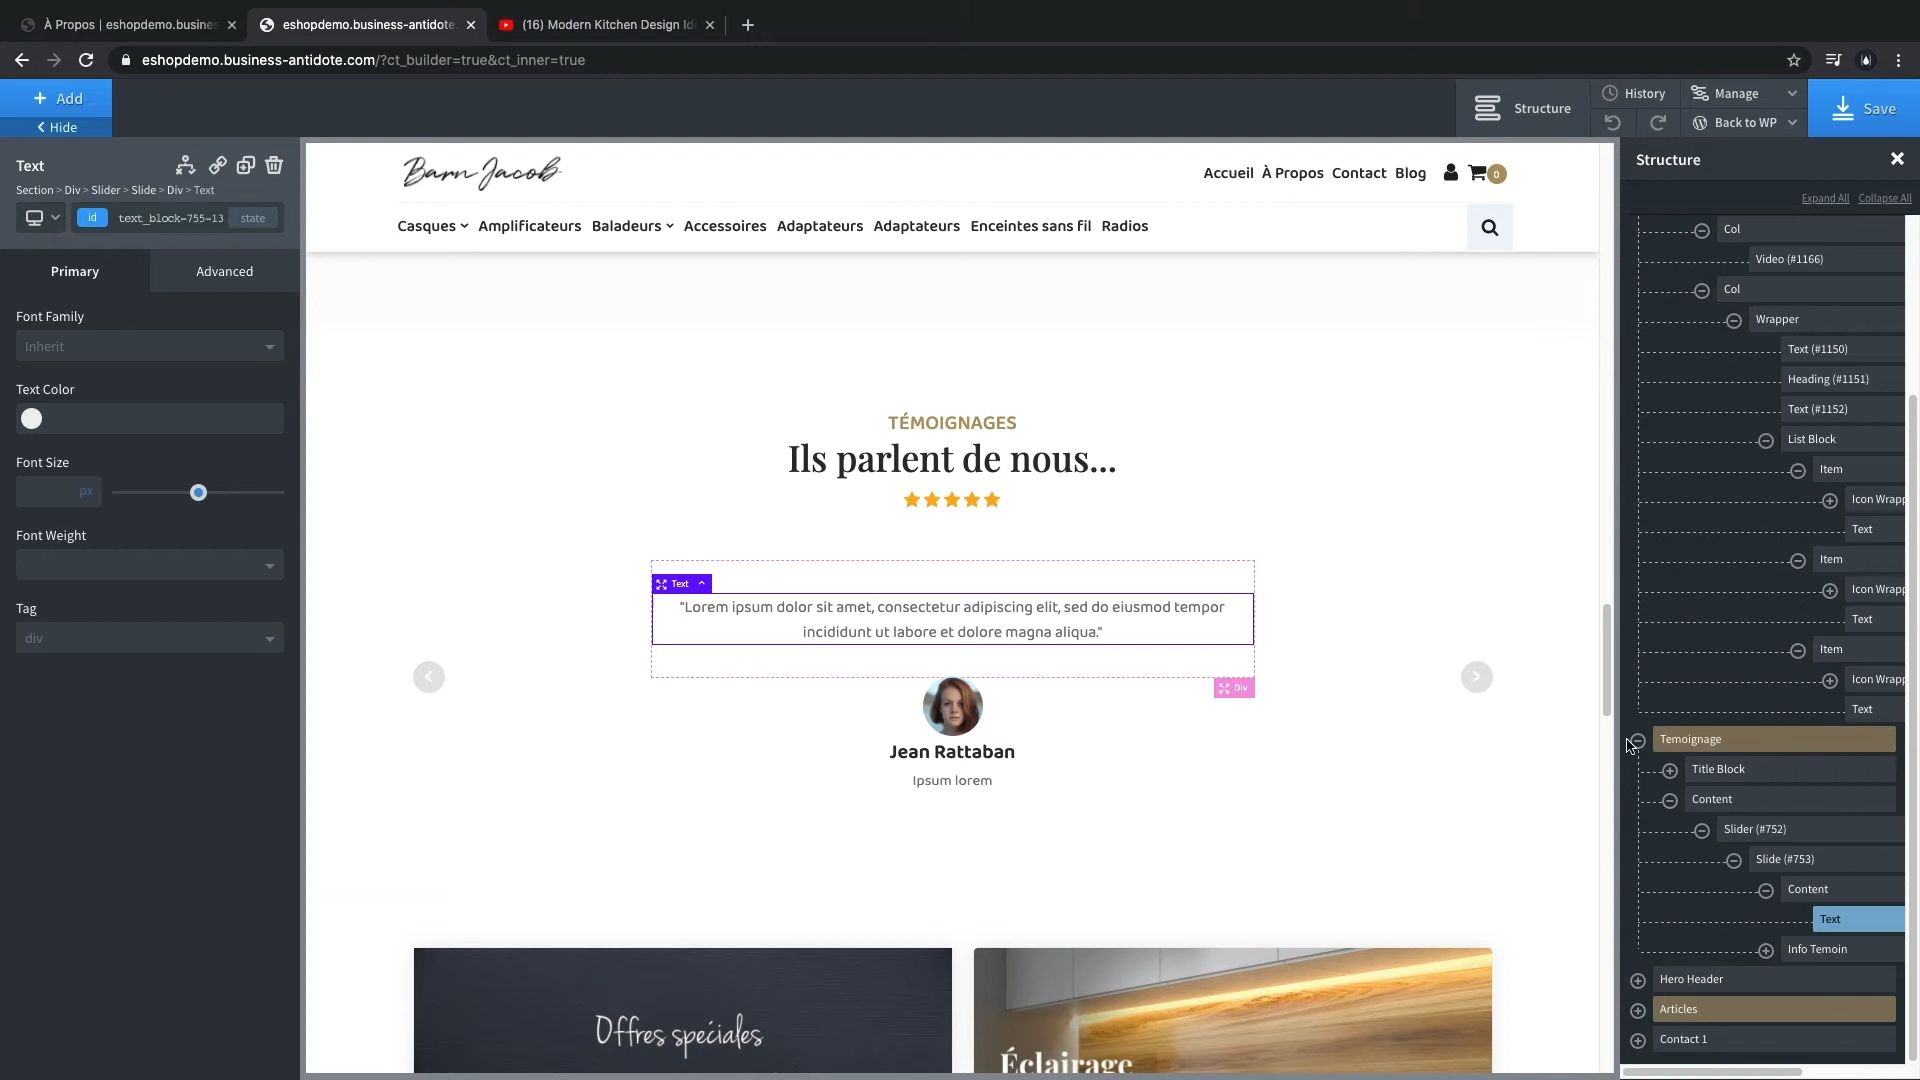 À Propos | eshopdemo.busine
eshopdemo.business-antidote
(16) Modern Kitchen Design Id
eshopdemo.business-antidote.com/?ct_builder=true&ct_inner=true
Add
Hide
Structure
History
Manage
Back to WP
Save
Text
Section > Div > Slider > Slide > Div > Text
id
text_block-755-13
state
Primary
Advanced
Font Family
Inherit
Text Color
Font Size
px
Font Weight
Tag
div
Barn Jacob
Accueil À Propos Contact Blog
0
Casques Amplificateurs Baladeurs Accessoires Adaptateurs Adaptateurs Enceintes sans fil Radios
TÉMOIGNAGES
Ils parlent de nous...
Text
"Lorem ipsum dolor sit amet, consectetur adipiscing elit, sed do eiusmod tempor
incididunt ut labore et dolore magna aliqua."
Div
Jean Rattaban
Ipsum lorem
Offres spéciales
Éclairage
Structure
Expand All Collapse All
Col
Video (#1166)
Col
Wrapper
Text (#1150)
Heading (#1151)
Text (#1152)
List Block
Item
Icon Wrapp
Text
Item
Icon Wrapp
Text
Item
Icon Wrapp
Text
Temoignage
Title Block
Content
Slider (#752)
Slide (#753)
Content
Text
Info Temoin
Hero Header
Articles
Contact 1